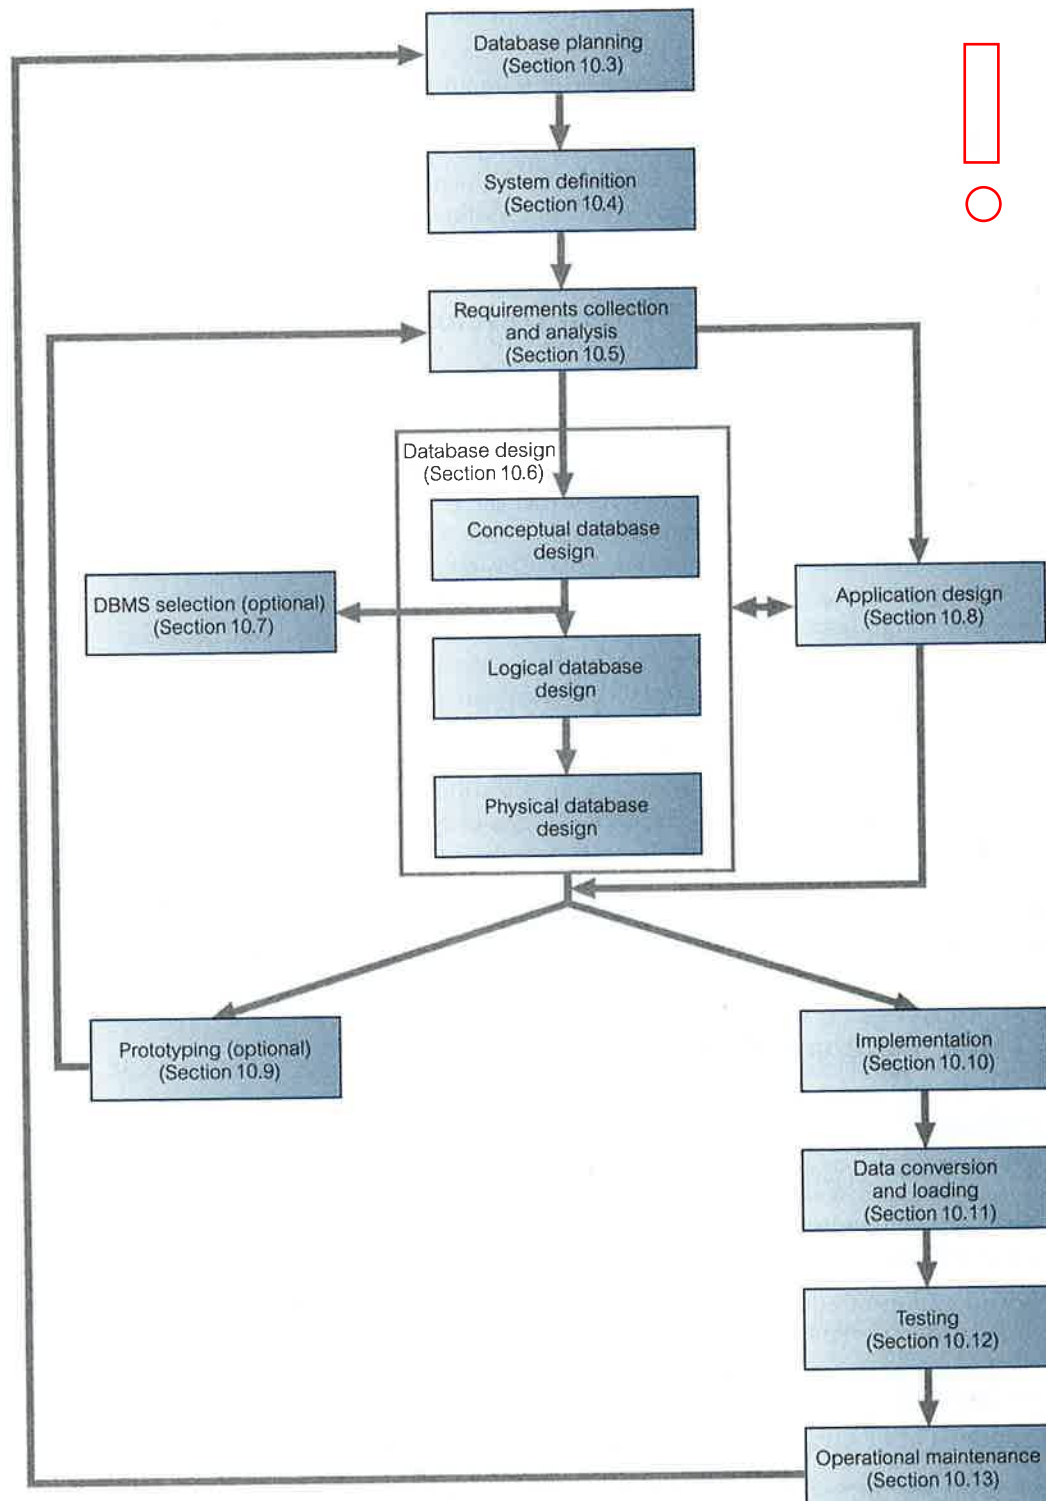 Database planning
(Section 10.3)
System definition
(Section 10.4)
Requirements collection
and analysis
(Section 10.5)
Database design
(Section 10.6)
Conceptual database
design
DBMS selection (optional)
(Section 10.7)
Application design
(Section 10.8)
Logical database
design
Physical database
design
Prototyping (optional)
(Section 10.9)
Implementation
(Section 10.10)
Data conversion
and loading
(Section 10.11)
Testing
(Section 10.12)
Operational maintenance
(Section 10.13)